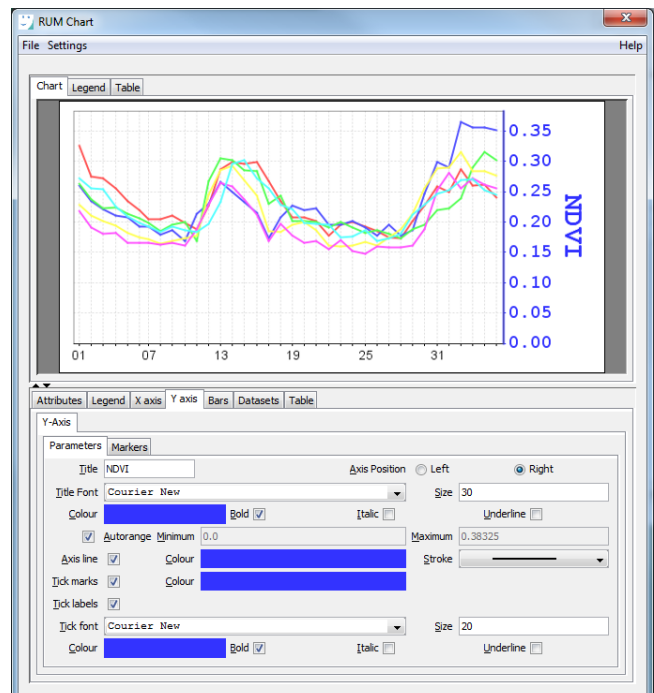 RUM Chart
File Settings Help
Chart Legend Table
0.35
0.30
0.25
0.20
0.15
0.10
0.05
0.00
NDVI
01 07 13 19 25 31
Attributes Legend X axis Y axis Bars Datasets Table
Y-Axis
Parameters Markers
Title NDVI Axis Position Left Right
Title Font Courier New Size 30
Colour Bold Italic Underline
Autorange Minimum 0.0 Maximum 0.38325
Axis line Colour Stroke
Tick marks Colour
Tick labels
Tick font Courier New Size 20
Colour Bold Italic Underline